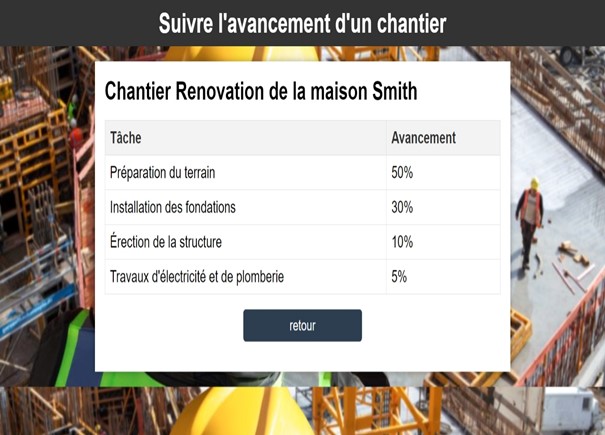 Suivre l'avancement d'un chantier
Chantier Renovation de la maison Smith
Tâche Avancement
Préparation du terrain 50%
Installation des fondations 30%
Érection de la structure 10%
Travaux d'électricité et de plomberie 5%
retour